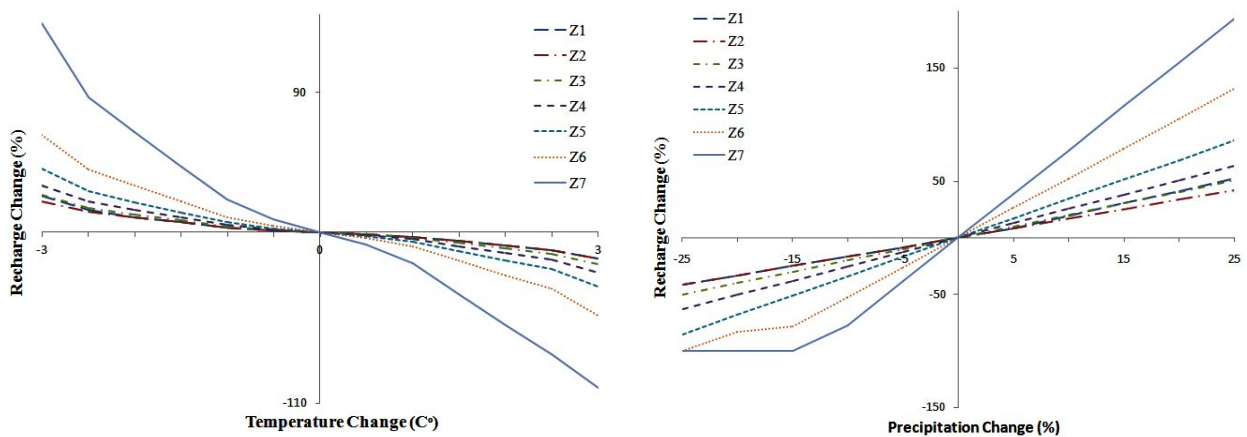 Z1
Z2
Z3
Z4
Z5
Z6
Z7
90
-3
0
3
-110
Recharge Change (%)
Temperature Change (C°)
Z1
Z2
Z3
Z4
Z5
Z6
Z7
150
50
-25
-15
-5
5
15
25
-50
-150
Recharge Change (%)
Precipitation Change (%)